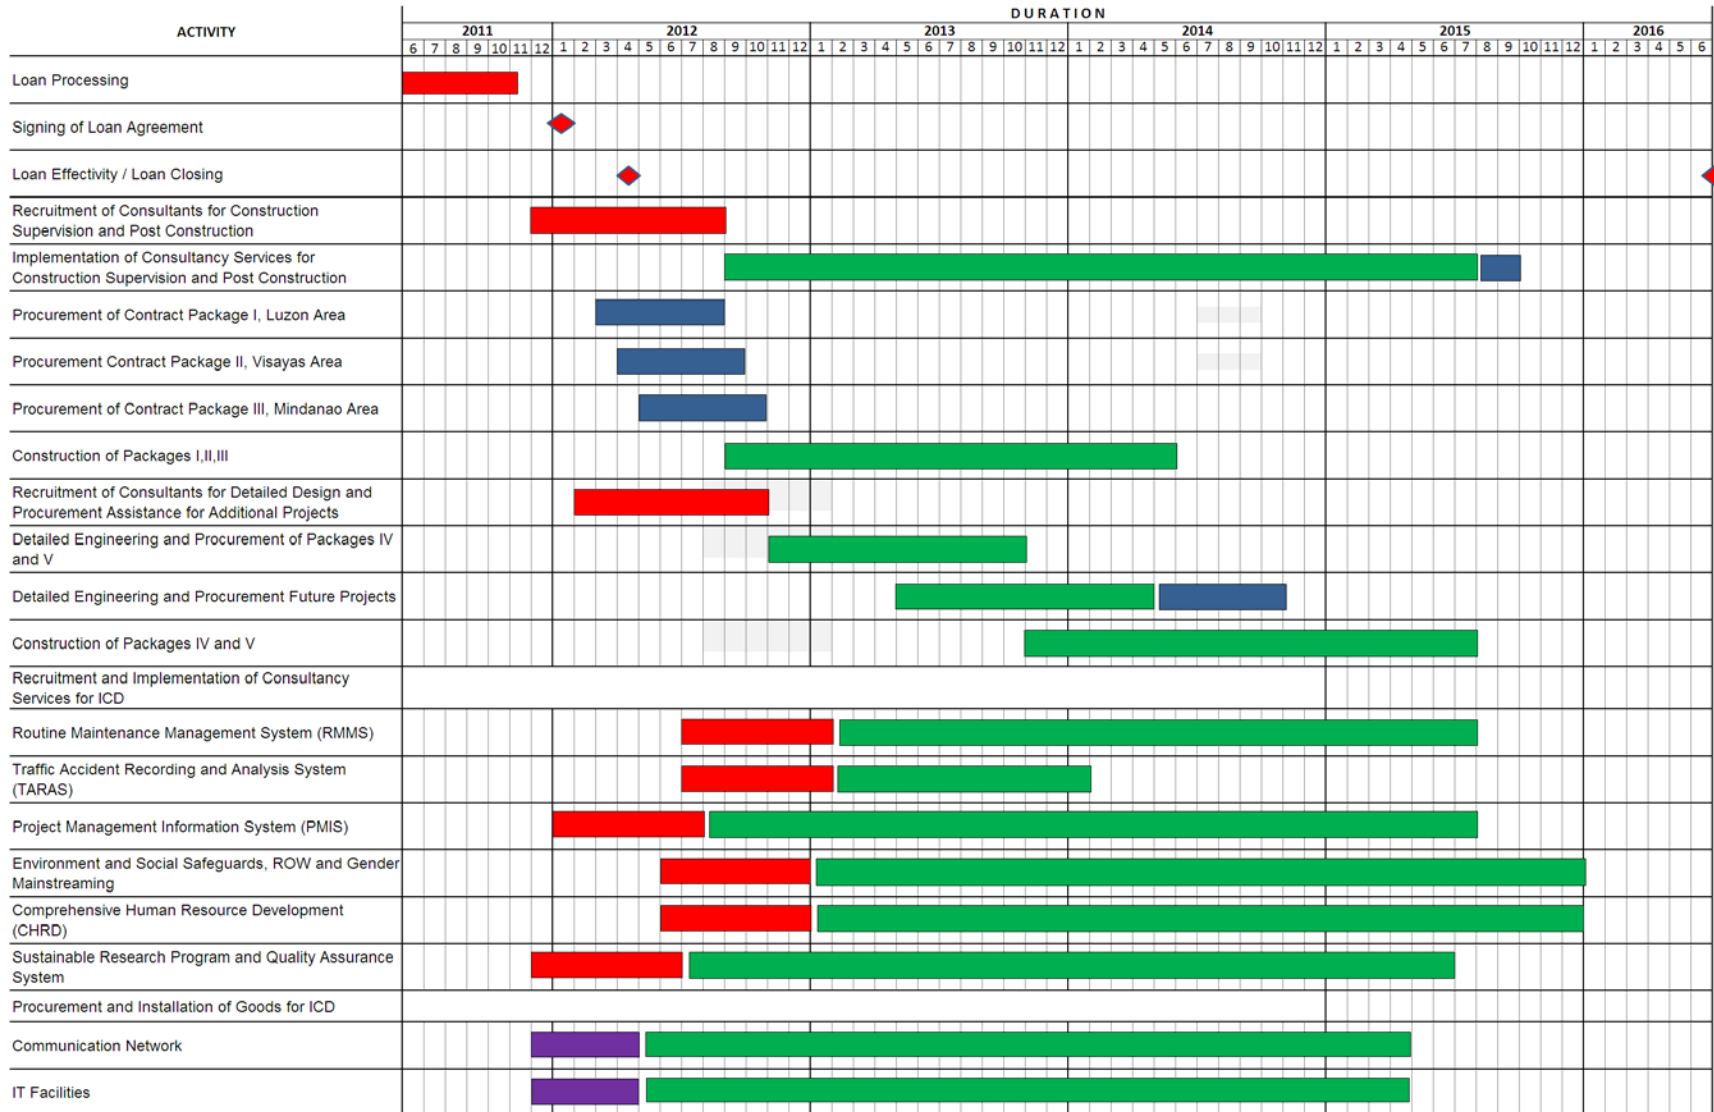 DURATION
ACTIVITY
2011 2012 2013 2014 2015 2016
6 7 8 9 10 11 12 1 2 3 4 5 6 7 8 9 10 11 12 1 2 3 4 5 6 7 8 9 10 11 12 1 2 3 4 5 6 7 8 9 10 11 12 1 2 3 4 5 6 7 8 9 10 11 12 1 2 3 4 5 6
Loan Processing
Signing of Loan Agreement
Loan Effectivity / Loan Closing
Recruitment of Consultants for Construction
Supervision and Post Construction
Implementation of Consultancy Services for
Construction Supervision and Post Construction
Procurement of Contract Package I, Luzon Area
Procurement Contract Package II, Visayas Area
Procurement of Contract Package III, Mindanao Area
Construction of Packages I,II,III
Recruitment of Consultants for Detailed Design and
Procurement Assistance for Additional Projects
Detailed Engineering and Procurement of Packages IV
and V
Detailed Engineering and Procurement Future Projects
Construction of Packages IV and V
Recruitment and Implementation of Consultancy
Services for ICD
Routine Maintenance Management System (RMMS)
Traffic Accident Recording and Analysis System
(TARAS)
Project Management Information System (PMIS)
Environment and Social Safeguards, ROW and Gender
Mainstreaming
Comprehensive Human Resource Development
(CHRD)
Sustainable Research Program and Quality Assurance
System
Procurement and Installation of Goods for ICD
Communication Network
IT Facilities